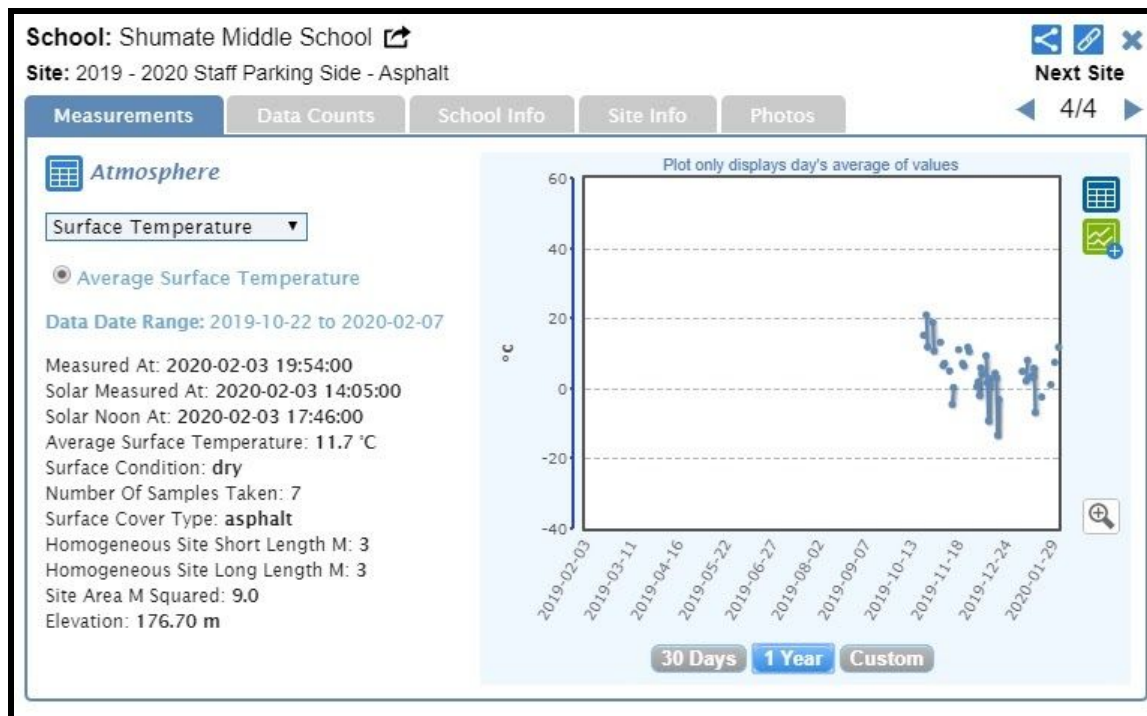 School: Shumate Middle School
Site: 2019 - 2020 Staff Parking Side - Asphalt
Next Site
4/4
Measurements
Data Counts
School Info
Site Info
Photos
Atmosphere
Surface Temperature
Average Surface Temperature
Data Date Range: 2019-10-22 to 2020-02-07
Measured At: 2020-02-03 19:54:00
Solar Measured At: 2020-02-03 14:05:00
Solar Noon At: 2020-02-03 17:46:00
Average Surface Temperature: 11.7 °C
Surface Condition: dry
Number Of Samples Taken: 7
Surface Cover Type: asphalt
Homogeneous Site Short Length M: 3
Homogeneous Site Long Length M: 3
Site Area M Squared: 9.0
Elevation: 176.70 m
Plot only displays day's average of values
60
40
20
0
-20
-40
°C
2019-02-03
2019-03-11
2019-04-16
2019-05-22
2019-06-27
2019-08-02
2019-09-07
2019-10-13
2019-11-18
2019-12-24
2020-01-29
30 Days
1 Year
Custom